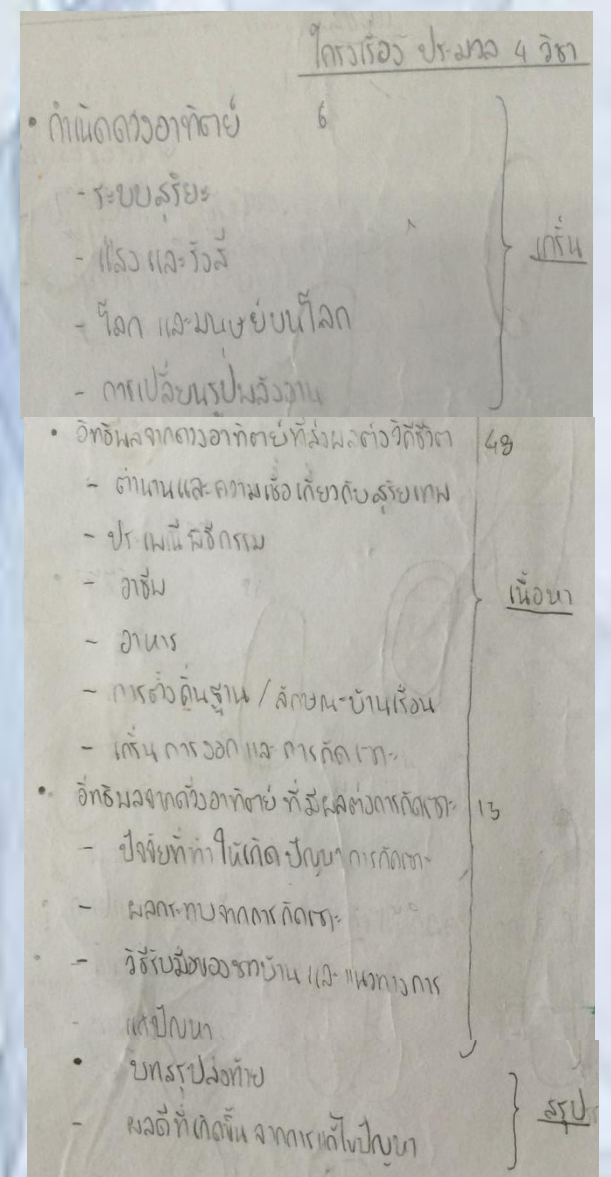 โครงเรื่อง ประมวล 4 วิชา
• กำเนิดดวงอาทิตย์ 6
- ระบบสุริยะ
- แสง และ รังสี
- โลก และมนุษย์บนโลก
- การเปลี่ยนรูปพลังงาน
เกริ่น
• อิทธิพลจากดวงอาทิตย์ที่ส่งผลต่อวิถีชีวิต 48
- ตำนานและความเชื่อเกี่ยวกับสุริยเทพ
- ประเพณี พิธีกรรม
- อาชีพ
- อาหาร
- การตั้งถิ่นฐาน / ลักษณะบ้านเรือน
- เกริ่น การงอก และ การกัดเซาะ
เนื้อหา
• อิทธิพลจากดวงอาทิตย์ ที่มีผลต่อการกัดเซาะ 13
- ปัจจัยที่ทำให้เกิด ปัญหา การกัดเซาะ
- ผลกระทบจากการกัดเซาะ
- วิธีรับมือของชาวบ้าน และ แนวทางการ
- แก้ปัญหา
• บทสรุปส่งท้าย
- ผลดีที่เกิดขึ้น จากการแก้ไขปัญหา
สรุป